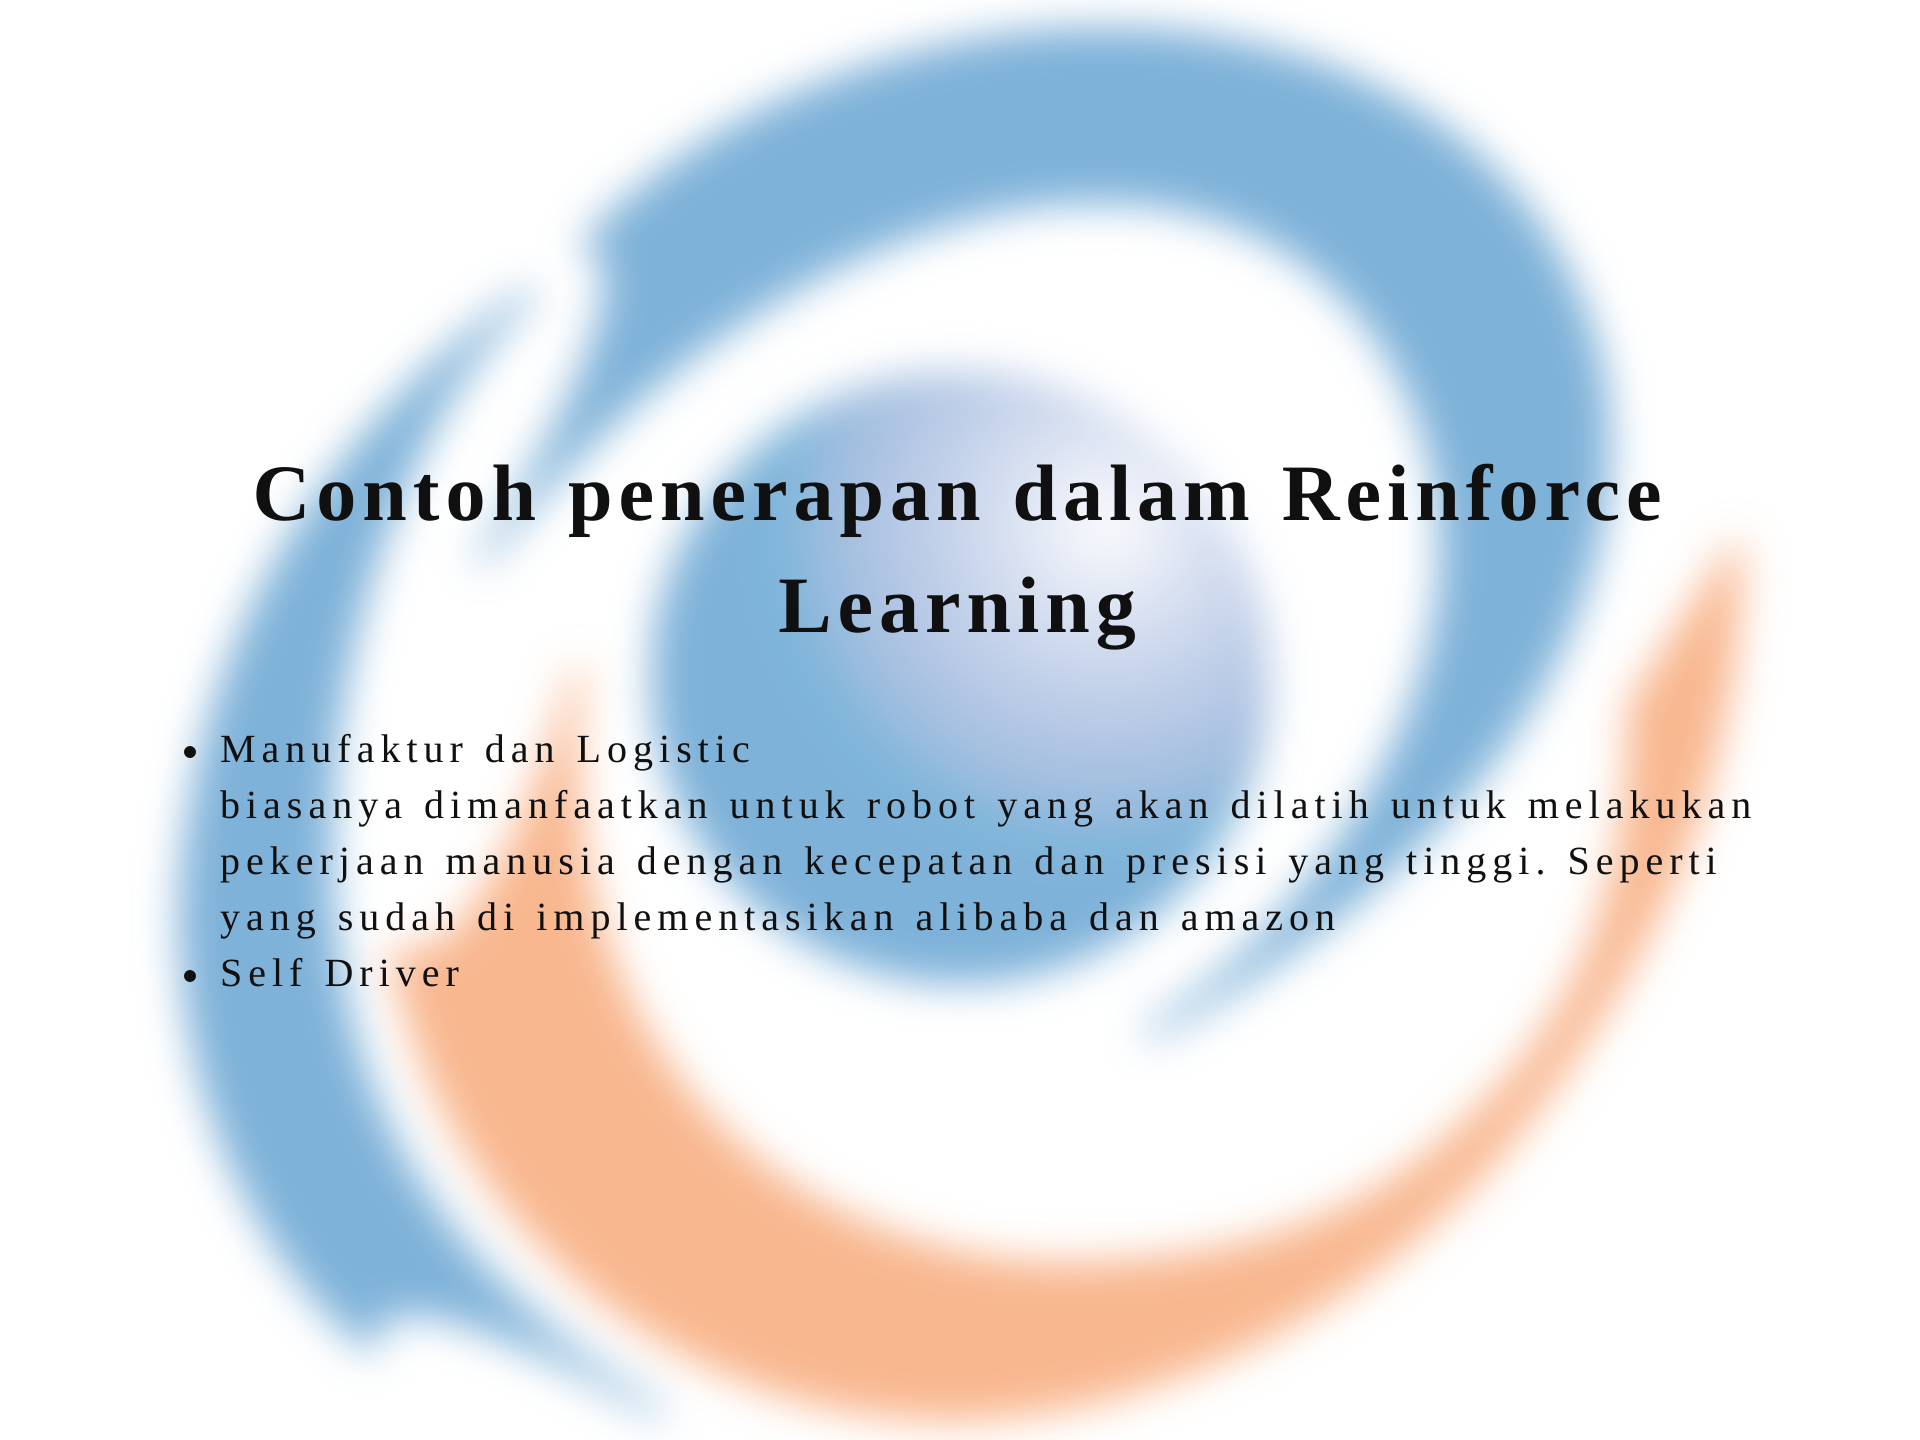 Contoh penerapan dalam Reinforce
Learning
• Manufaktur dan Logistic
biasanya dimanfaatkan untuk robot yang akan dilatih untuk melakukan
pekerjaan manusia dengan kecepatan dan presisi yang tinggi. Seperti
yang sudah di implementasikan alibaba dan amazon
• Self Driver